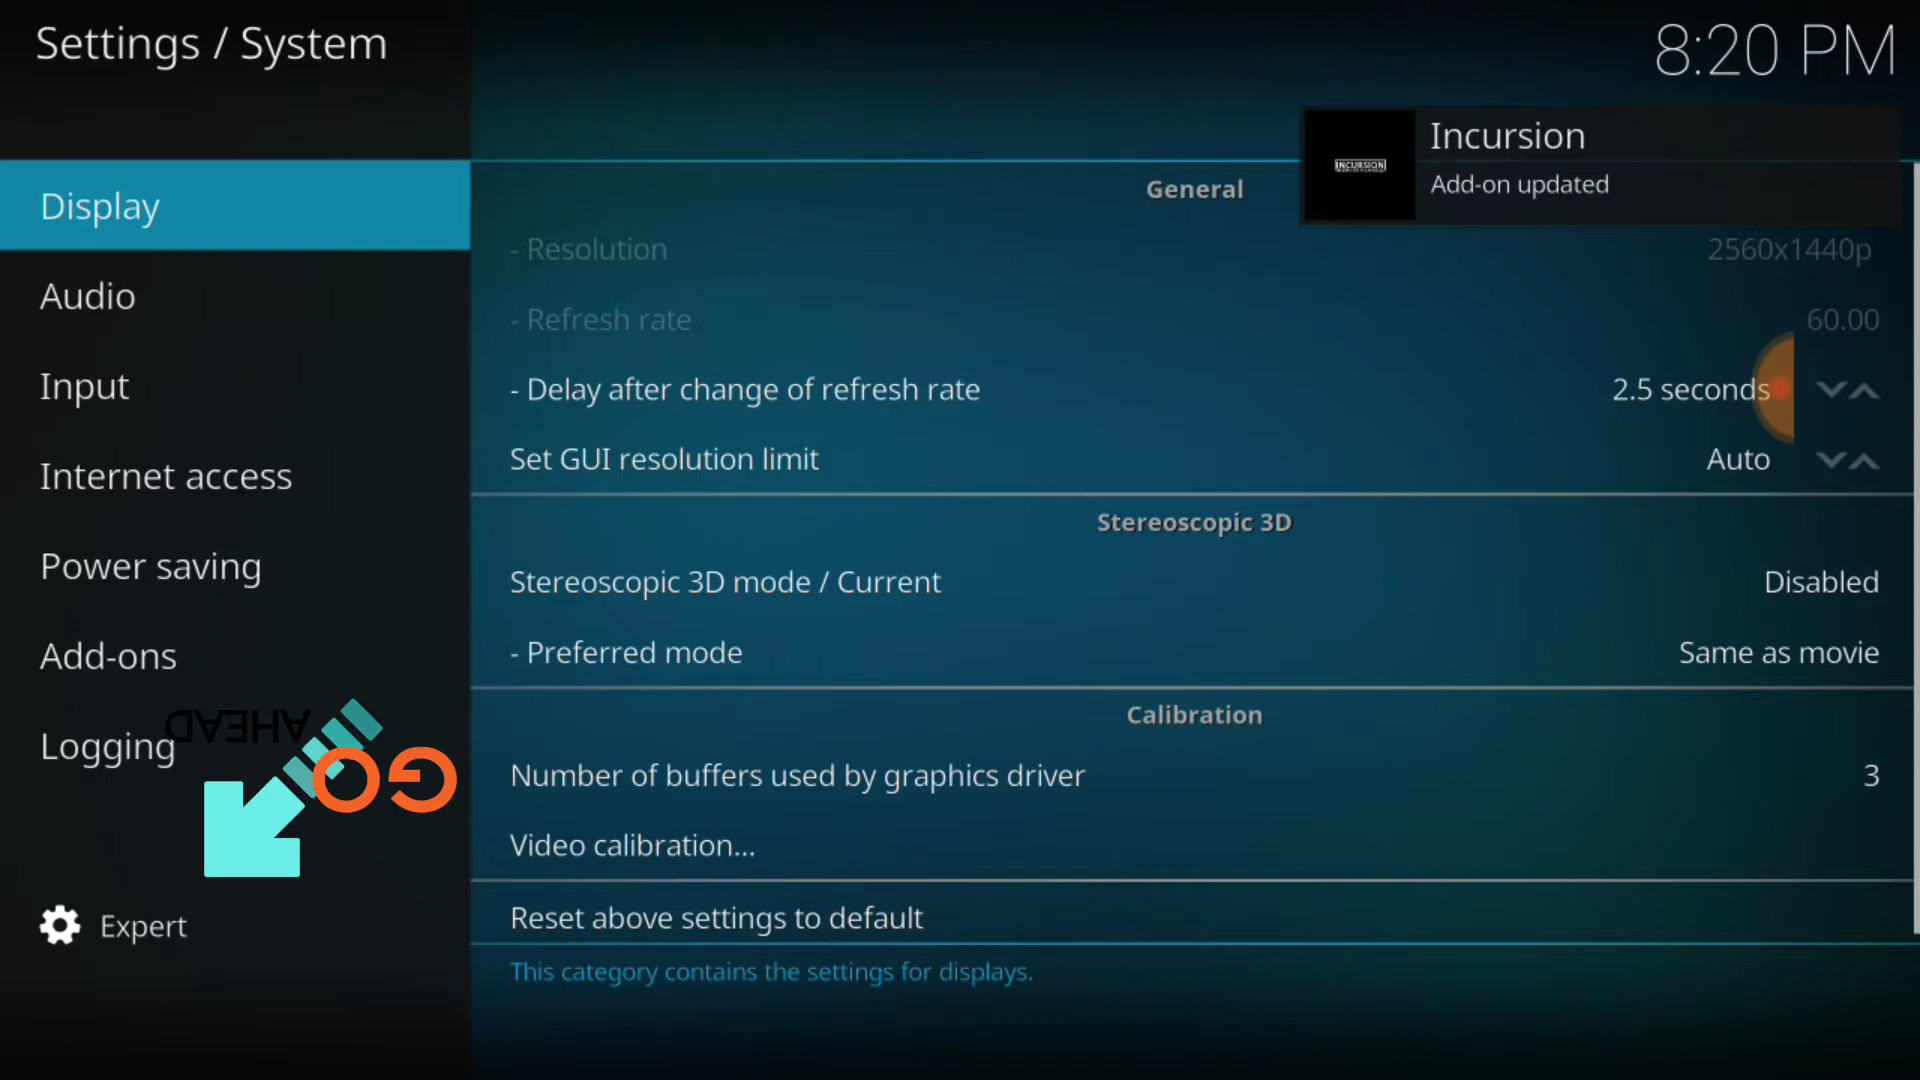 Settings / System
8:20 PM
Incursion
Add-on updated
INCURSION
Display
Audio
Input
Internet access
Power saving
Add-ons
Logging
AHEAD
GO
Expert
General
- Resolution 2560x1440p
- Refresh rate 60.00
- Delay after change of refresh rate 2.5 seconds
Set GUI resolution limit Auto
Stereoscopic 3D
Stereoscopic 3D mode / Current Disabled
- Preferred mode Same as movie
Calibration
Number of buffers used by graphics driver 3
Video calibration...
Reset above settings to default
This category contains the settings for displays.